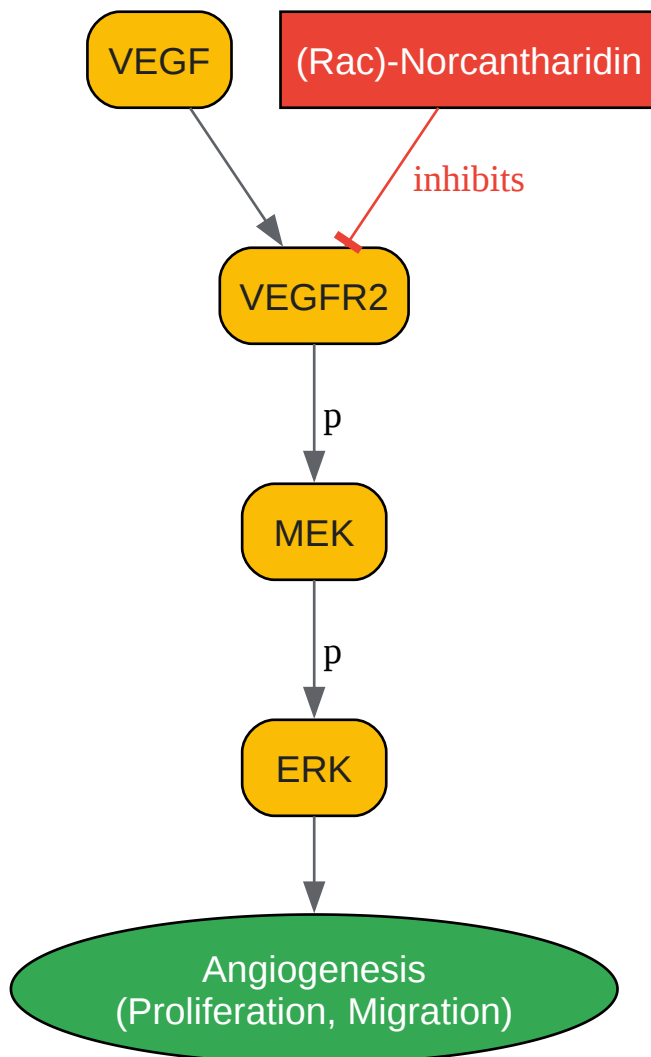 VEGF
(Rac)-Norcantharidin
inhibits
VEGFR2
p
MEK
p
ERK
Angiogenesis
(Proliferation, Migration)